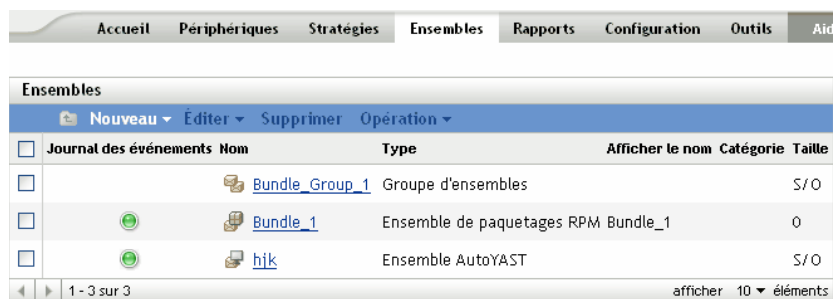 Accueil Périphériques Stratégies Ensembles Rapports Configuration Outils Aid
Ensembles
Nouveau Éditer Supprimer Opération
Journal des événements Nom Type Afficher le nom Catégorie Taille
Bundle_Group_1 Groupe d'ensembles S/O
Bundle_1 Ensemble de paquetages RPM Bundle_1 0
hjk Ensemble AutoYAST S/O
1 - 3 sur 3 afficher 10 éléments